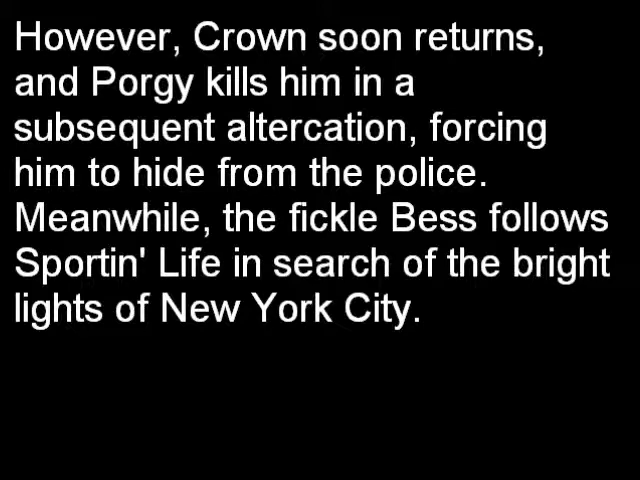 However, Crown soon returns,
and Porgy kills him in a
subsequent altercation, forcing
him to hide from the police.
Meanwhile, the fickle Bess follows
Sportin' Life in search of the bright
lights of New York City.